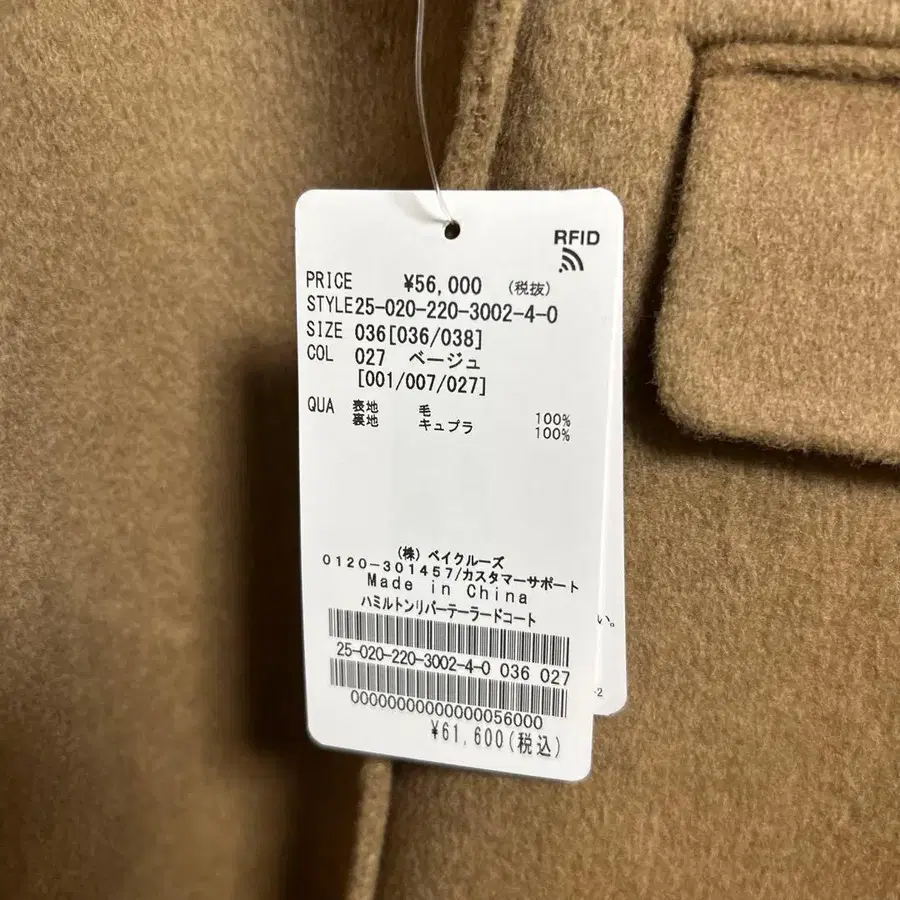 RFID
PRICE ¥56,000 (税抜)
STYLE25-020-220-3002-4-0
SIZE 036[036/038]
COL 027 ベージュ
[001/007/027]
QUA 表地 毛 100%
裏地 キュプラ 100%
(株) ベイクルーズ
0120-301457/カスタマーサポート
Made in China
ハミルトンリバーテーラードコート
25-020-220-3002-4-0 036 027
00000000000000056000
¥61,600(税込)
い。
-2